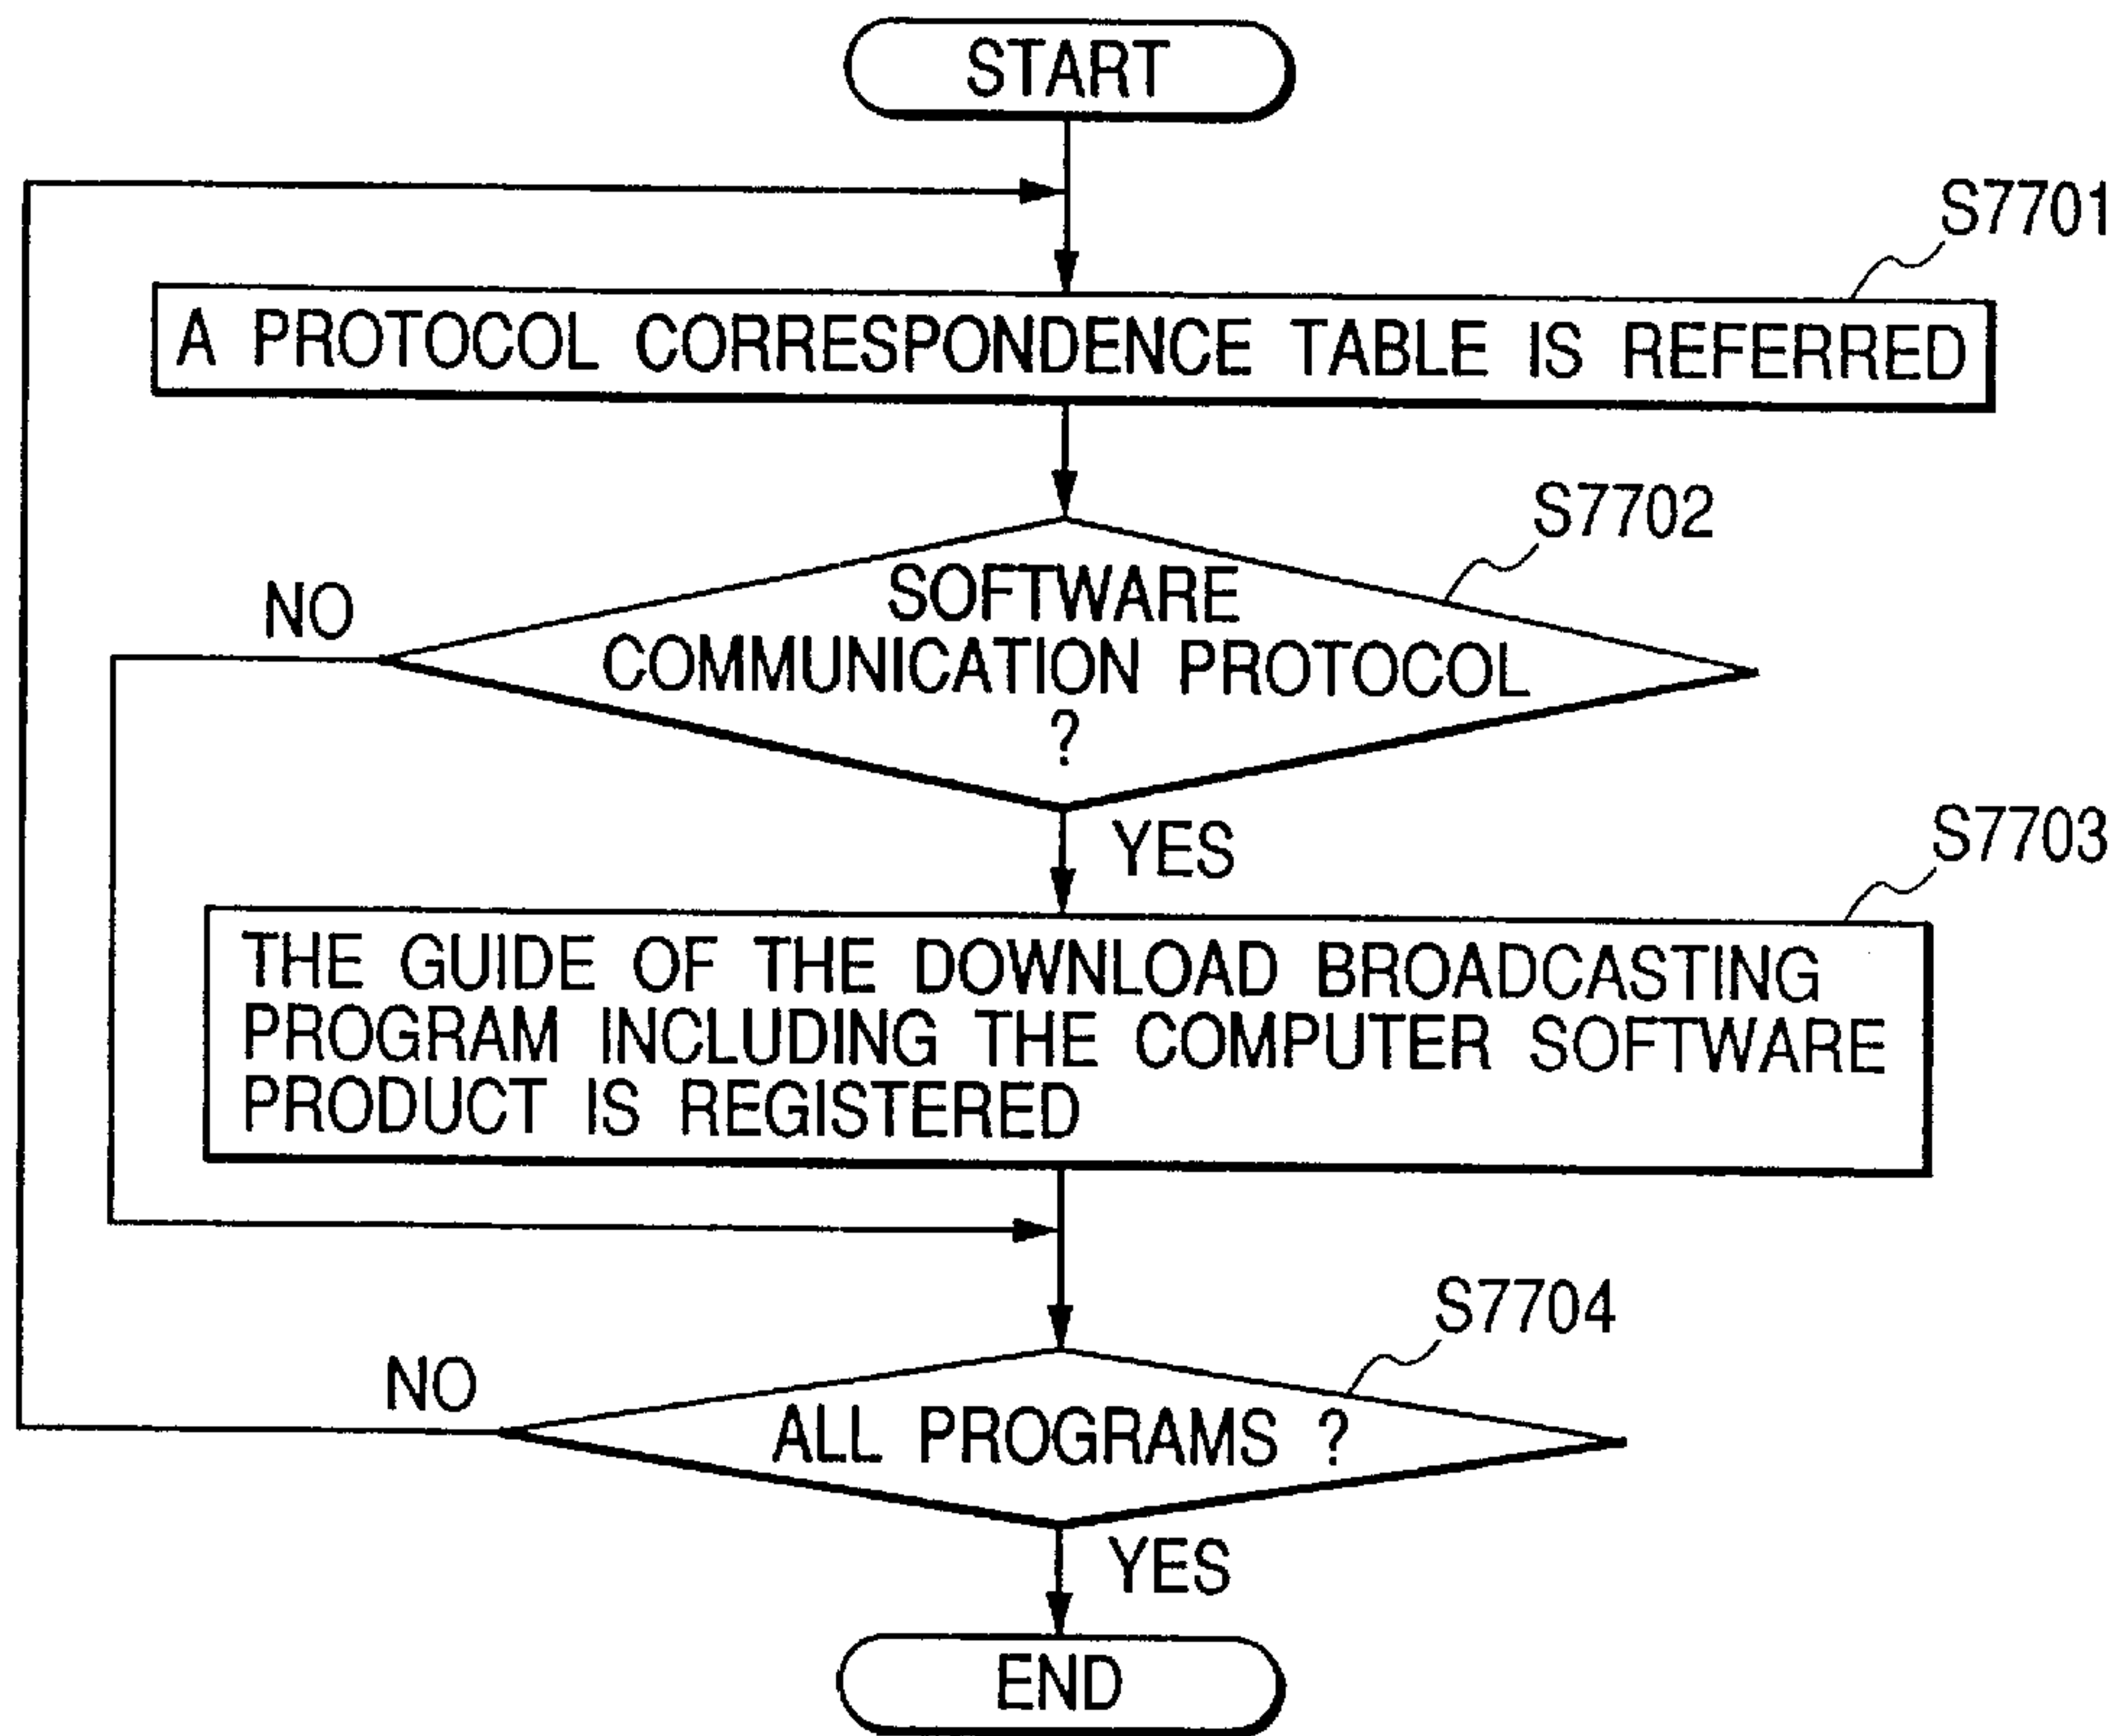 START
S7701
A PROTOCOL CORRESPONDENCE TABLE IS REFERRED
S7702
NO
SOFTWARE
COMMUNICATION PROTOCOL
?
YES
S7703
THE GUIDE OF THE DOWNLOAD BROADCASTING
PROGRAM INCLUDING THE COMPUTER SOFTWARE
PRODUCT IS REGISTERED
S7704
NO
ALL PROGRAMS ?
YES
END